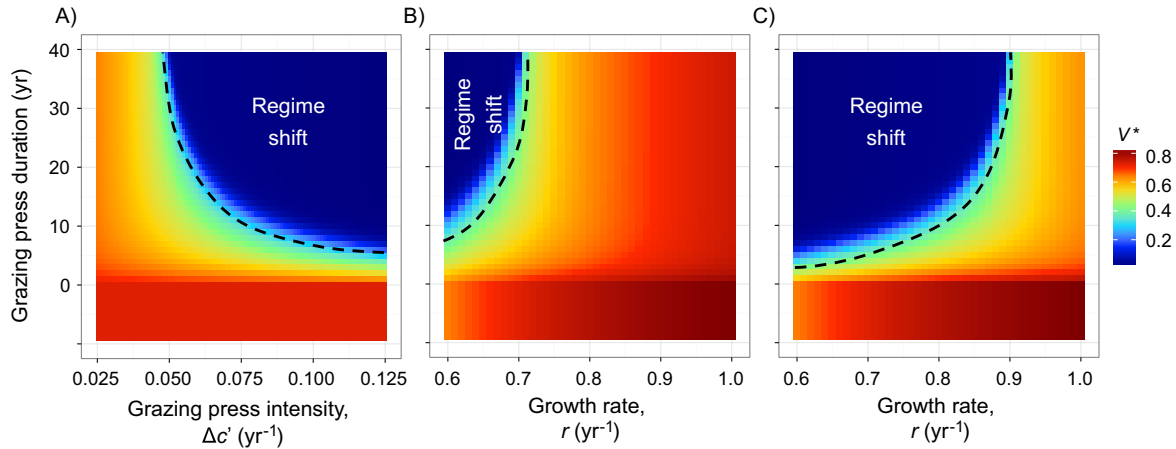 A)
B)
C)
Grazing press duration (yr)
40
30
20
10
0
Regime
shift
Regime
shift
Regime
shift
0.025
0.050
0.075
0.100
0.125
0.6
0.7
0.8
0.9
1.0
0.6
0.7
0.8
0.9
1.0
Grazing press intensity,
Δc’ (yr⁻¹)
Growth rate,
r (yr⁻¹)
Growth rate,
r (yr⁻¹)
V*
0.8
0.6
0.4
0.2